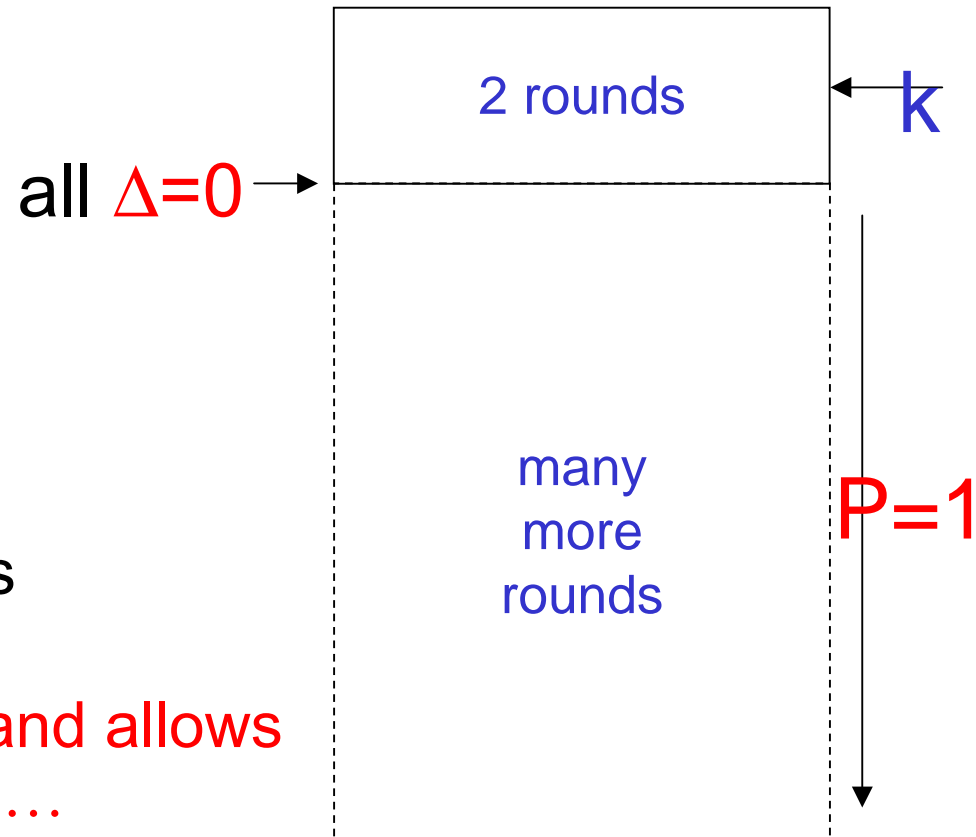 2 rounds
k
all Δ=0
many
more
rounds
P=1
s
and allows
...